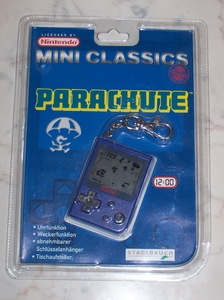 LICENSED BY
Nintendo
MINI CLASSICS
PARACHUTE
12:00
• Uhrfunktion
• Weckerfunktion
• abnehmbarer
Schlüsselanhänger
• Tischaufsteller
STADLBAUER